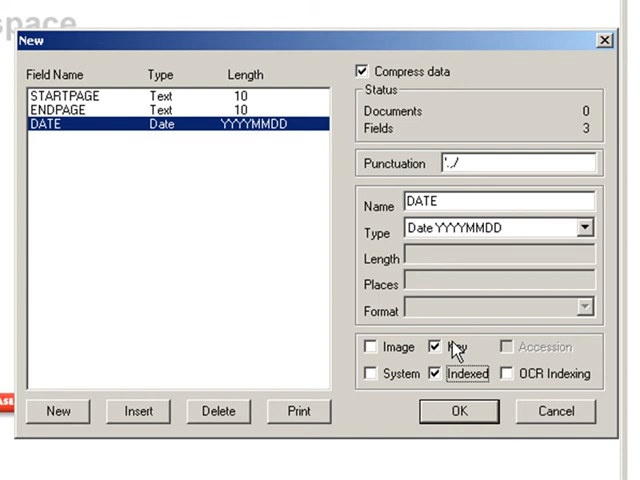 space
New
Field Name Type Length
STARTPAGE Text 10
ENDPAGE Text 10
DATE Date YYYYMMDD
Compress data
Status
Documents 0
Fields 3
Punctuation '.,/
Name DATE
Type Date YYYYMMDD
Length
Places
Format
Image Key Accession
System Indexed OCR Indexing
New Insert Delete Print OK Cancel